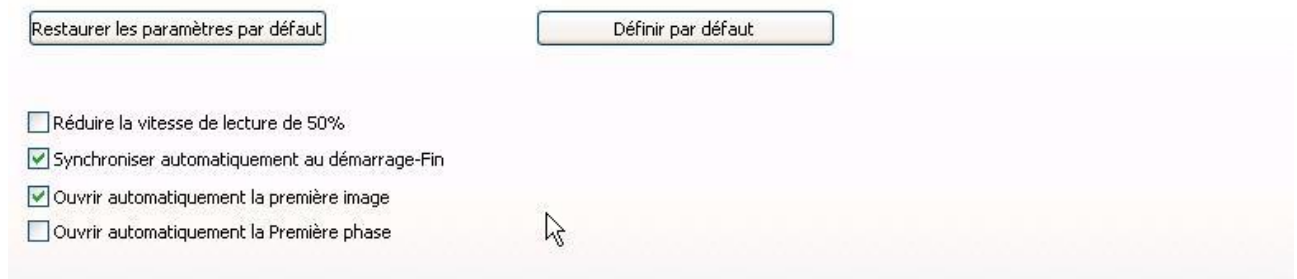 Restaurer les paramètres par défaut
Définir par défaut
Réduire la vitesse de lecture de 50%
Synchroniser automatiquement au démarrage-Fin
Ouvrir automatiquement la première image
Ouvrir automatiquement la Première phase